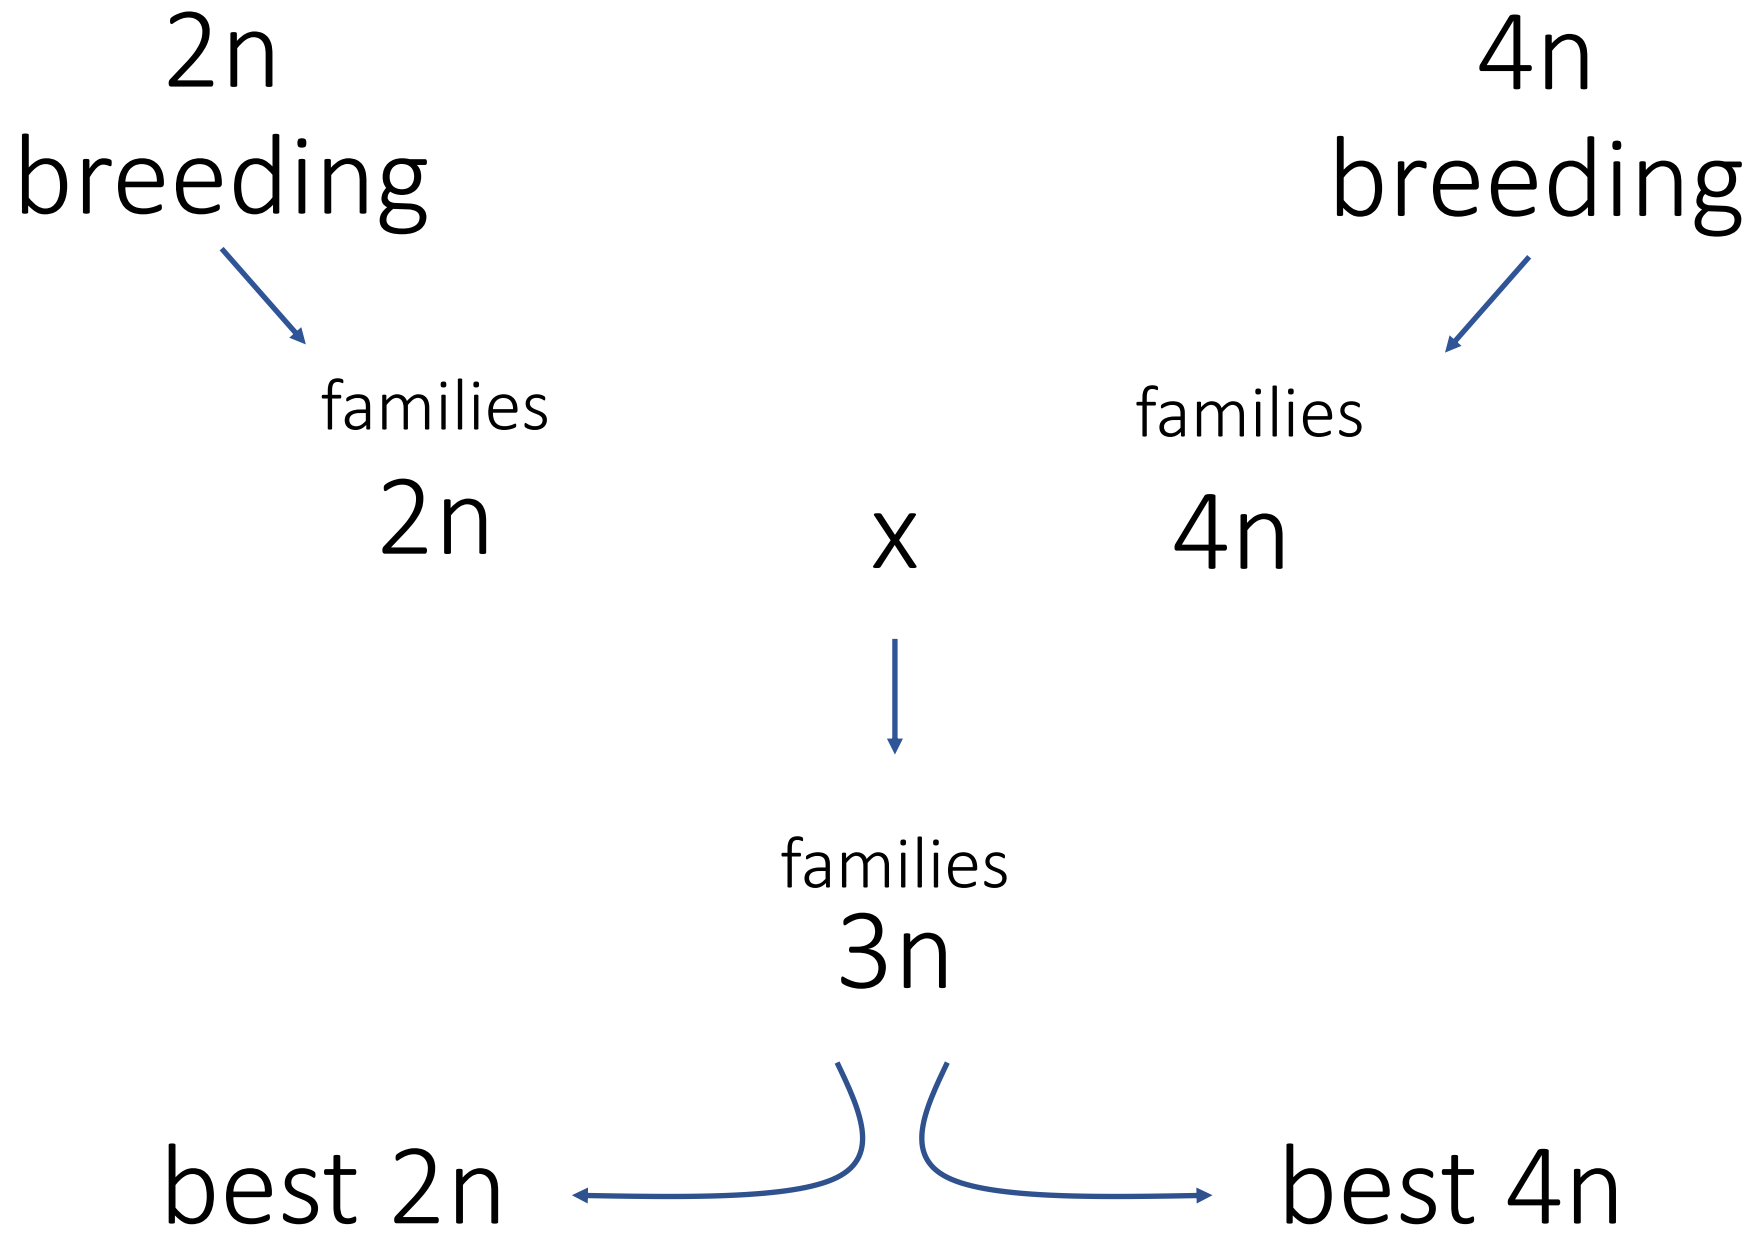 2n
breeding
4n
breeding
families
2n
x
families
4n
families
3n
best 2n
best 4n